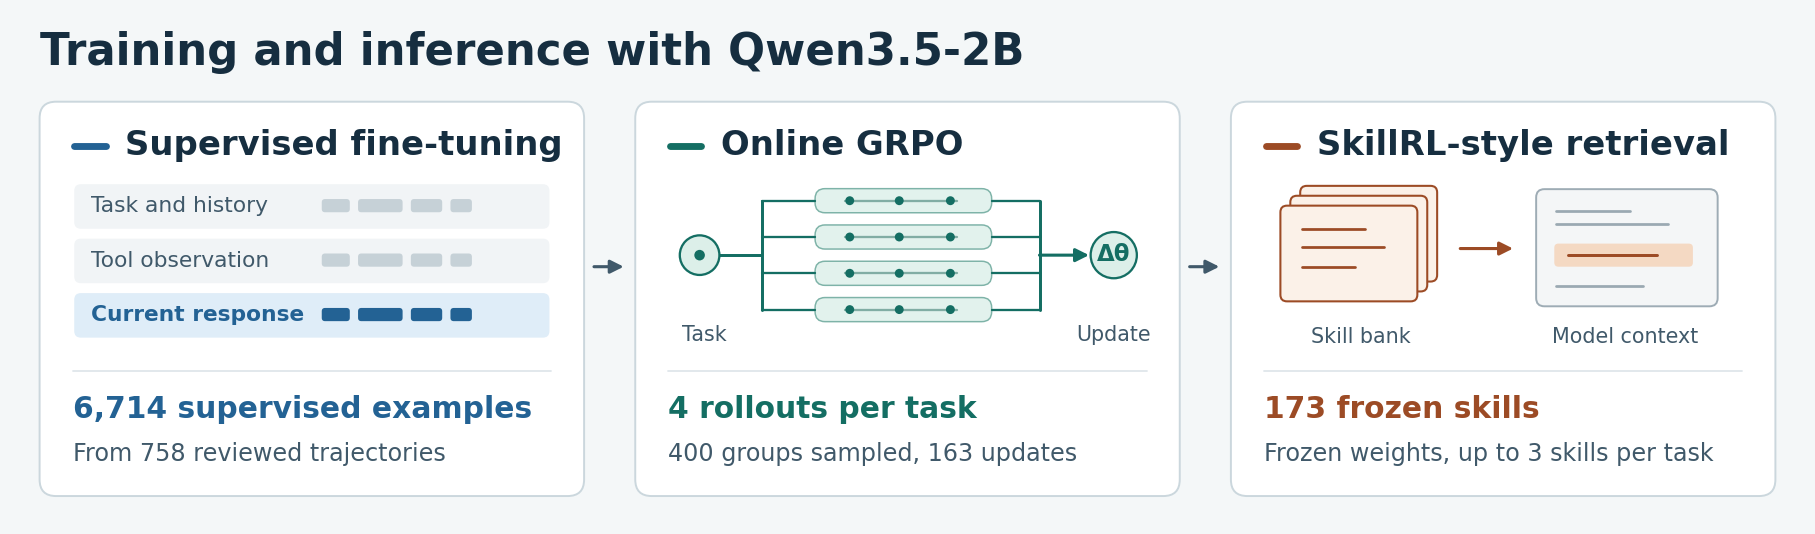 Training and inference with Qwen3.5-2B
Supervised fine-tuning
Task and history
Tool observation
Current response
6,714 supervised examples
From 758 reviewed trajectories
Online GRPO
Δθ
Task
Update
4 rollouts per task
400 groups sampled, 163 updates
SkillRL-style retrieval
Skill bank
Model context
173 frozen skills
Frozen weights, up to 3 skills per task